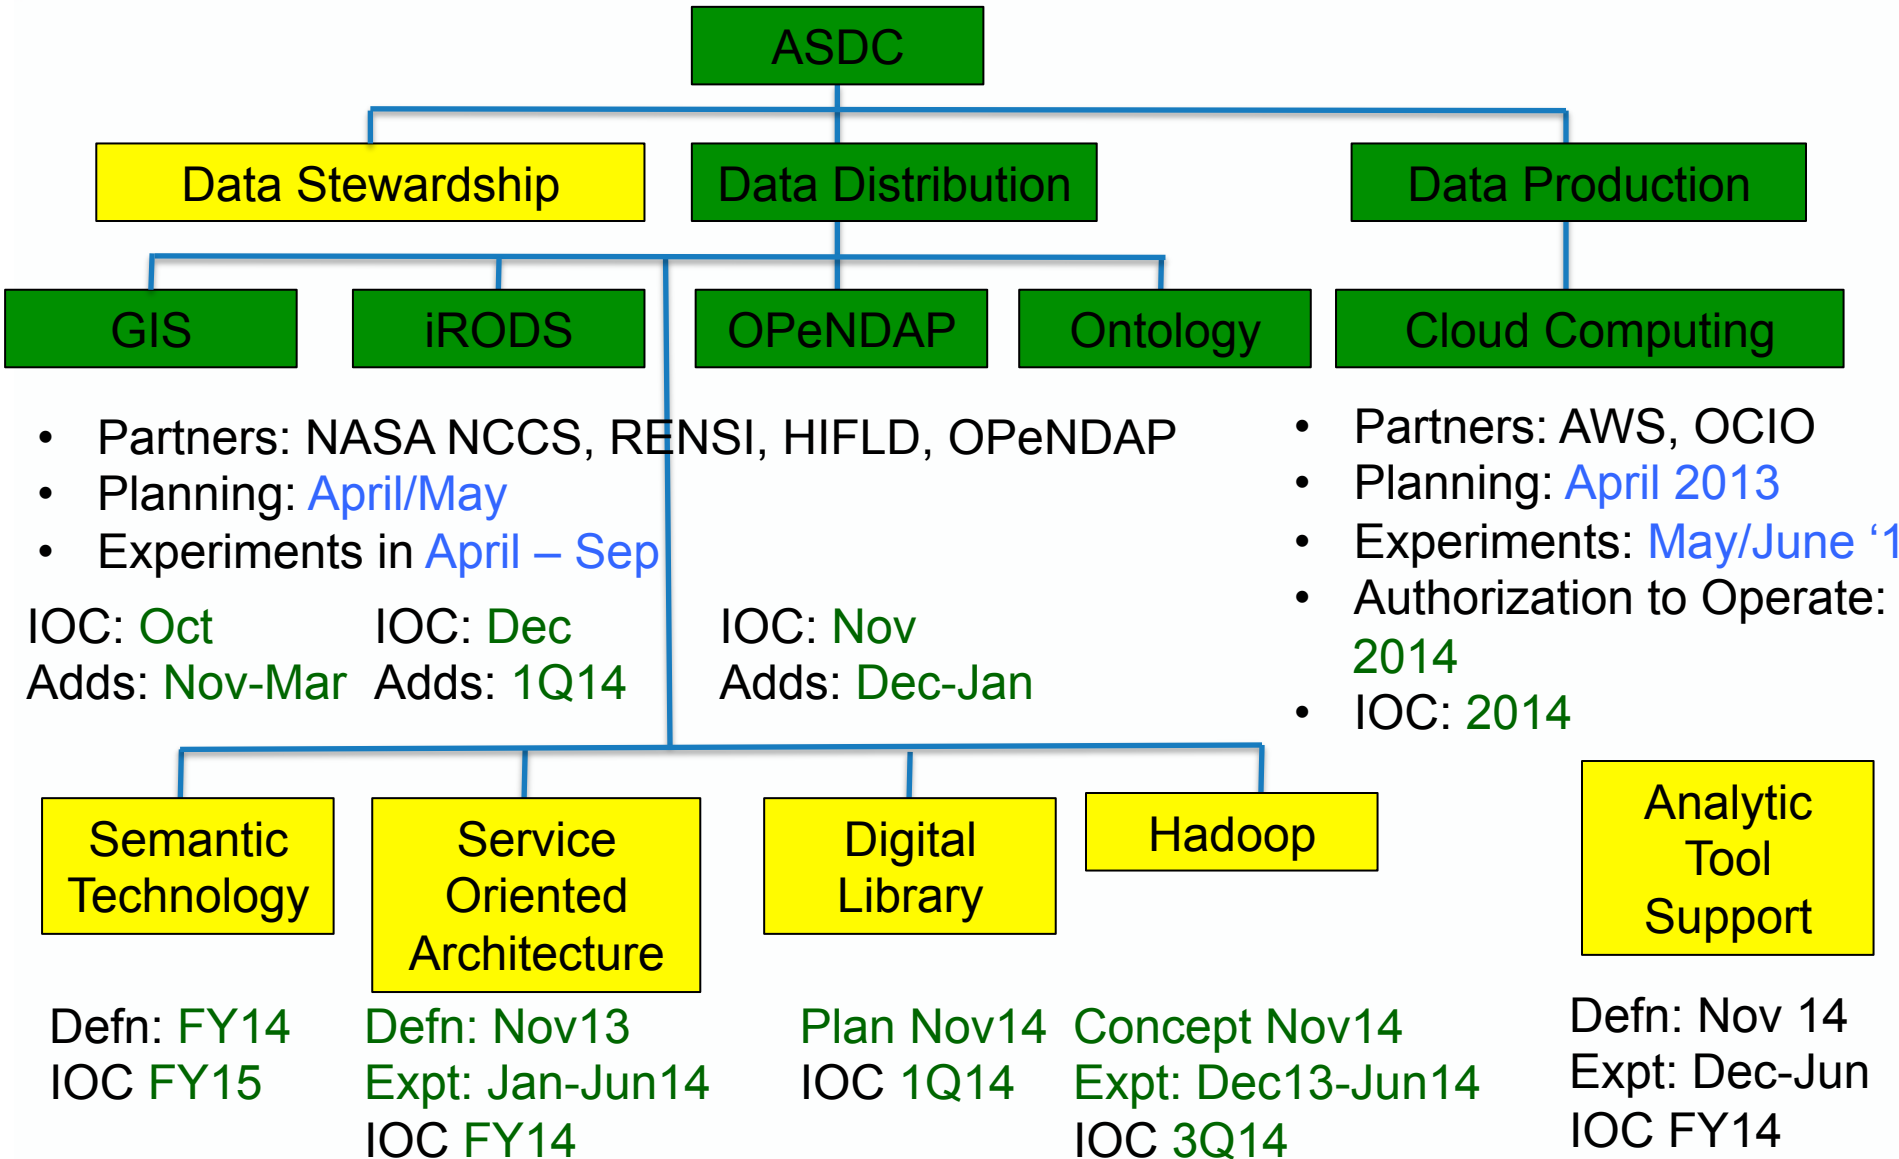 ASDC
Data Stewardship
Data Distribution
Data Production
GIS
iRODS
OPeNDAP
Ontology
Cloud Computing
• Partners: NASA NCCS, RENSI, HIFLD, OPeNDAP
• Planning: April/May
• Experiments in April – Sep
IOC: Oct
Adds: Nov-Mar
IOC: Dec
Adds: 1Q14
IOC: Nov
Adds: Dec-Jan
• Partners: AWS, OCIO
• Planning: April 2013
• Experiments: May/June ‘1
• Authorization to Operate:
2014
• IOC: 2014
Semantic
Technology
Service
Oriented
Architecture
Digital
Library
Hadoop
Analytic
Tool
Support
Defn: FY14
IOC FY15
Defn: Nov13
Expt: Jan-Jun14
IOC FY14
Plan Nov14
IOC 1Q14
Concept Nov14
Expt: Dec13-Jun14
IOC 3Q14
Defn: Nov 14
Expt: Dec-Jun
IOC FY14